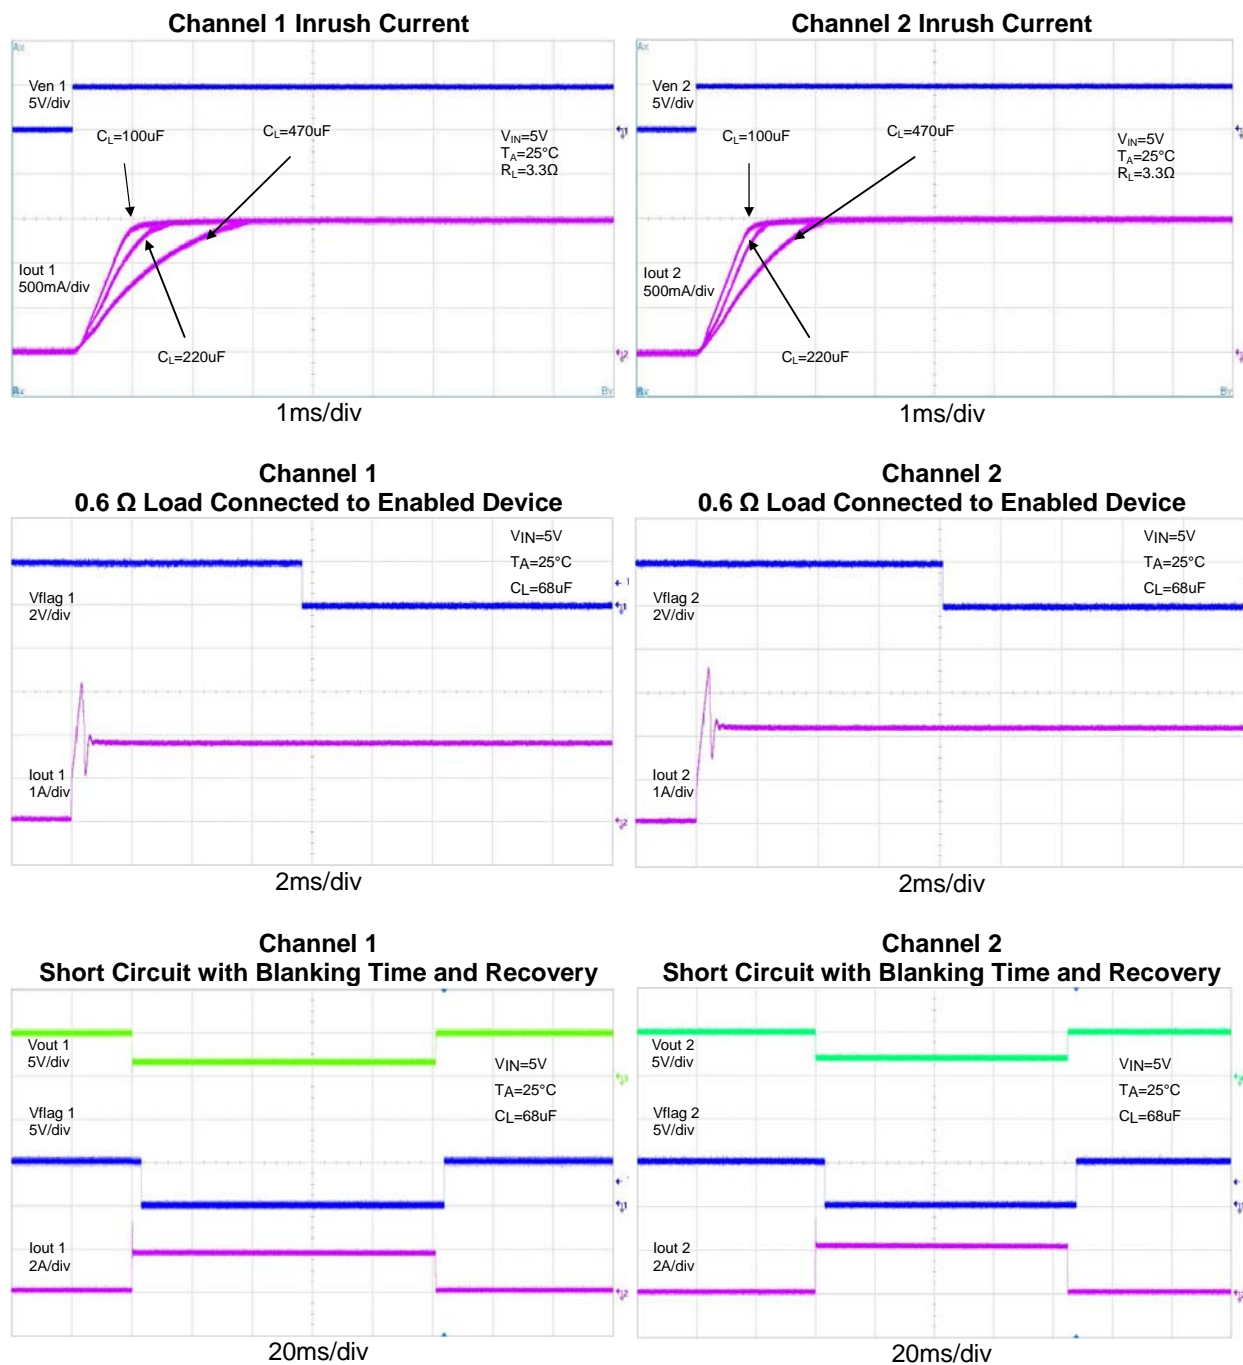 Channel 1 Inrush Current
Ven 1
5V/div
CL=100uF
CL=470uF
VIN=5V
TA=25°C
RL=3.3Ω
Iout 1
500mA/div
CL=220uF
1ms/div
Channel 2 Inrush Current
Ven 2
5V/div
CL=100uF
CL=470uF
VIN=5V
TA=25°C
RL=3.3Ω
Iout 2
500mA/div
CL=220uF
1ms/div
Channel 1
0.6 Ω Load Connected to Enabled Device
VIN=5V
TA=25°C
CL=68uF
Vflag 1
2V/div
Iout 1
1A/div
2ms/div
Channel 2
0.6 Ω Load Connected to Enabled Device
VIN=5V
TA=25°C
CL=68uF
Vflag 2
2V/div
Iout 2
1A/div
2ms/div
Channel 1
Short Circuit with Blanking Time and Recovery
Vout 1
5V/div
VIN=5V
TA=25°C
CL=68uF
Vflag 1
5V/div
Iout 1
2A/div
20ms/div
Channel 2
Short Circuit with Blanking Time and Recovery
Vout 2
5V/div
VIN=5V
TA=25°C
CL=68uF
Vflag 2
5V/div
Iout 2
2A/div
20ms/div